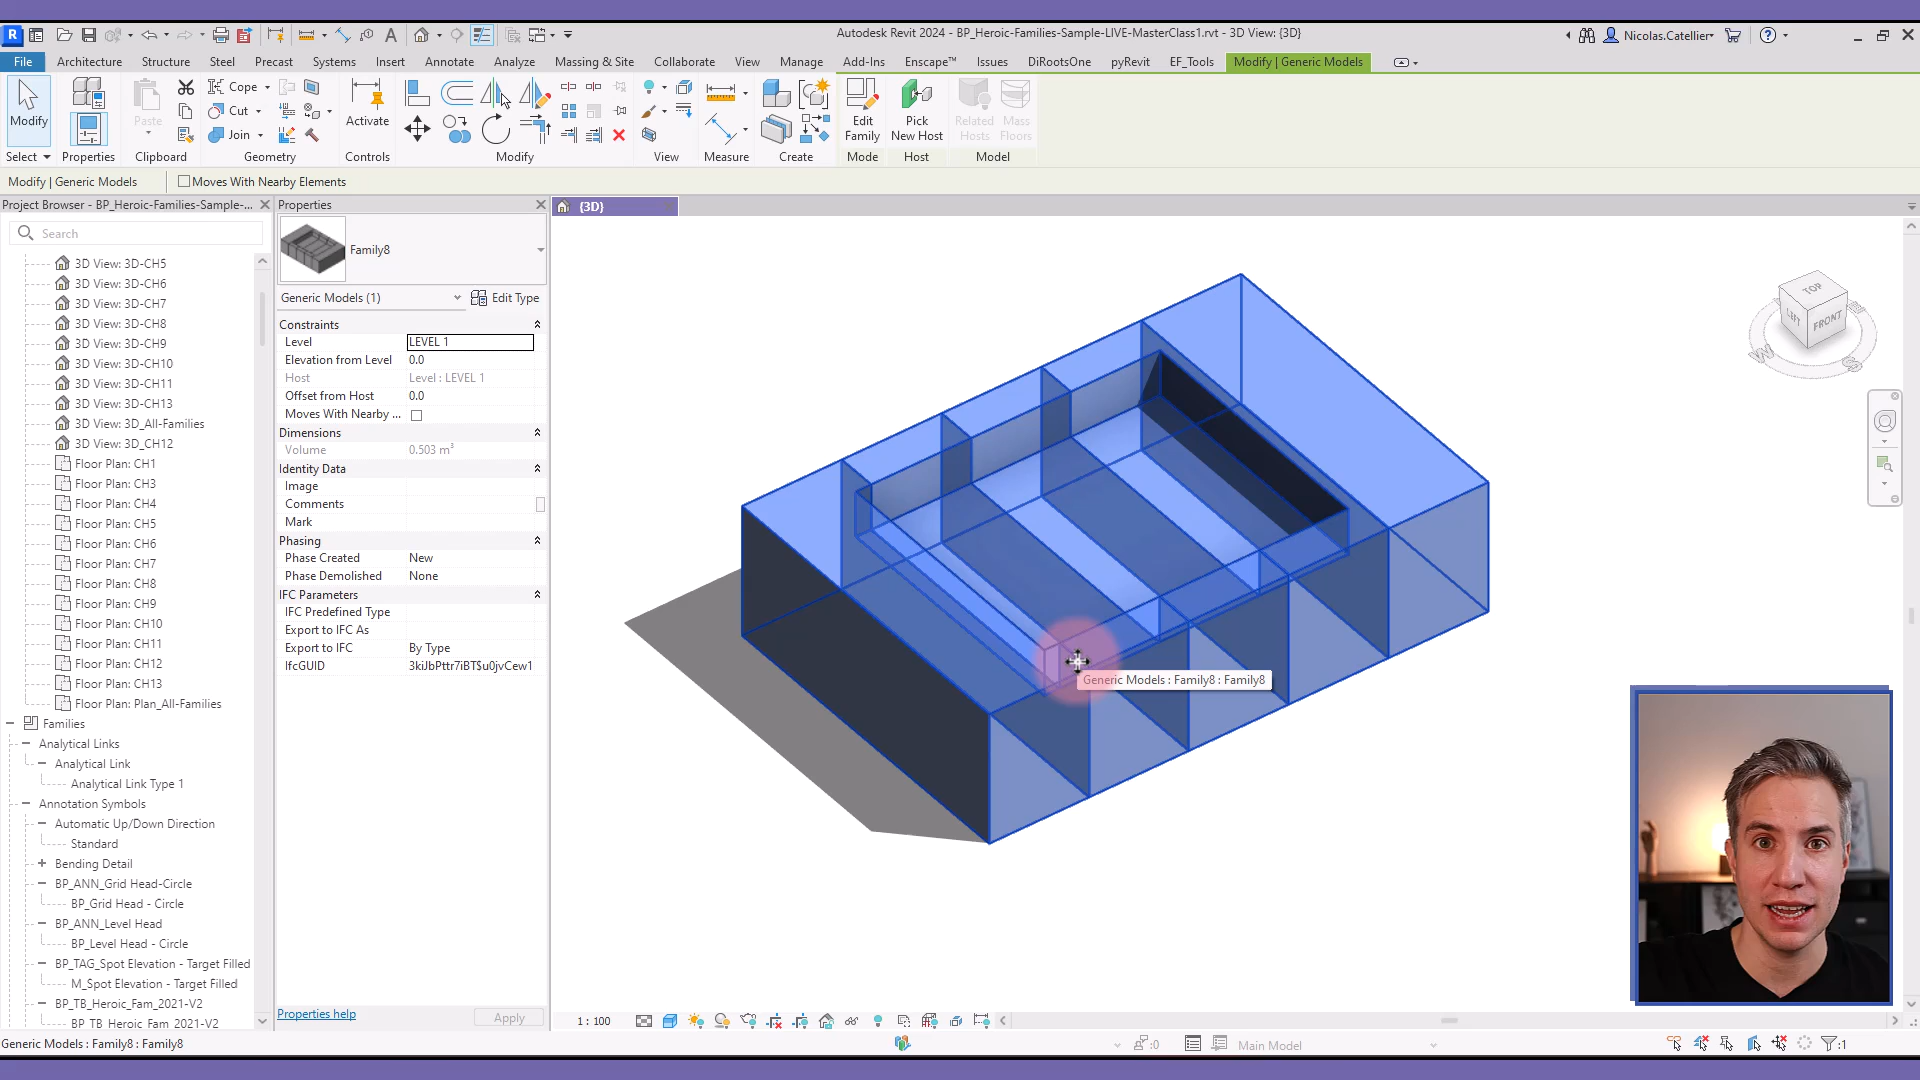 Autodesk Revit 2024 - BP_Heroic-Families-Sample-LIVE-MasterClass1.rvt - 3D View: {3D}
Nicolas.Catellier
File Architecture Structure Steel Precast Systems Insert Annotate Analyze Massing & Site Collaborate View Manage Add-Ins Enscape™ Issues DiRootsOne pyRevit EF_Tools Modify | Generic Models
Modify
Paste
Cope
Cut
Join
Activate
Edit Family
Pick New Host
Related Hosts
Mass Floors
Select Properties Clipboard Geometry Controls Modify View Measure Create Mode Host Model
Modify | Generic Models
Moves With Nearby Elements
Project Browser - BP_Heroic-Families-Sample-...
Search
3D View: 3D-CH5
3D View: 3D-CH6
3D View: 3D-CH7
3D View: 3D-CH8
3D View: 3D-CH9
3D View: 3D-CH10
3D View: 3D-CH11
3D View: 3D-CH13
3D View: 3D_All-Families
3D View: 3D_CH12
Floor Plan: CH1
Floor Plan: CH3
Floor Plan: CH4
Floor Plan: CH5
Floor Plan: CH6
Floor Plan: CH7
Floor Plan: CH8
Floor Plan: CH9
Floor Plan: CH10
Floor Plan: CH11
Floor Plan: CH12
Floor Plan: CH13
Floor Plan: Plan_All-Families
Families
Analytical Links
Analytical Link
Analytical Link Type 1
Annotation Symbols
Automatic Up/Down Direction
Standard
Bending Detail
BP_ANN_Grid Head-Circle
BP_Grid Head - Circle
BP_ANN_Level Head
BP_Level Head - Circle
BP_TAG_Spot Elevation - Target Filled
M_Spot Elevation - Target Filled
BP_TB_Heroic_Fam_2021-V2
BP_TB_Heroic_Fam_2021-V2
Properties
Family8
Generic Models (1)
Edit Type
Constraints
Level LEVEL 1
Elevation from Level 0.0
Host Level : LEVEL 1
Offset from Host 0.0
Moves With Nearby ...
Dimensions
Volume 0.503 m³
Identity Data
Image
Comments
Mark
Phasing
Phase Created New
Phase Demolished None
IFC Parameters
IFC Predefined Type
Export to IFC As
Export to IFC By Type
IfcGUID 3kiJbPttr7iBT$u0jvCew1
Properties help
Apply
{3D}
TOP
LEFT
FRONT
W
S
E
Generic Models : Family8 : Family8
1 : 100
Generic Models : Family8 : Family8
:0
Main Model
:1